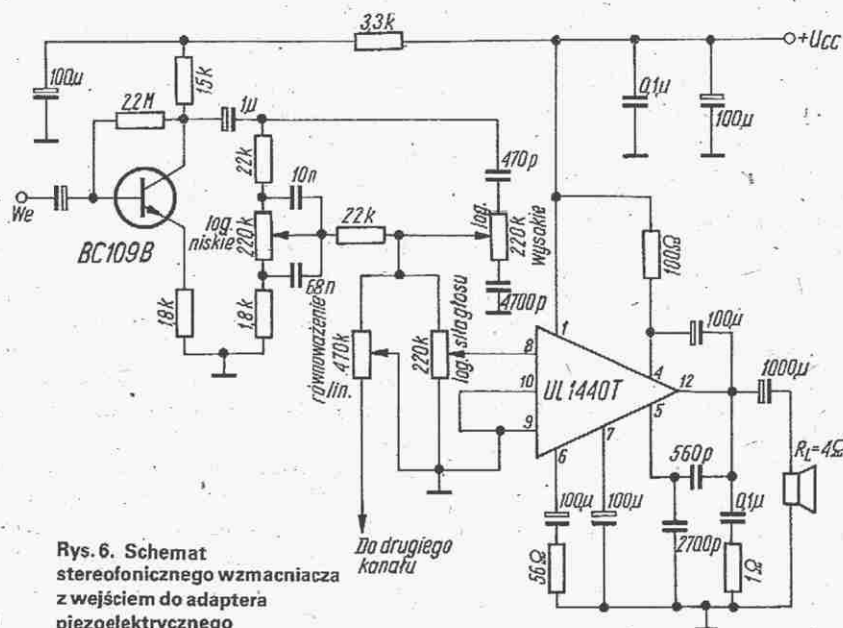 3,3k
+UCC
100µ
15k
2,2M
1µ
0,1µ
100µ
22k
10n
470p
We
BC109B
log.
niskie
220k
22k
log.
220k
wysokie
68n
4700p
100Ω
18k
1,8k
równoważenie
470k
lin.
220k
log. siła głosu
100µ
1
8
10
9
UL1440T
4
12
5
6
7
1000µ
560p
RL=4Ω
100µ
100µ
0,1µ
2700p
56Ω
1Ω
Do drugiego
kanału
Rys. 6. Schemat
stereofonicznego wzmacniacza
z wejściem do adaptera
piezoelektrycznego